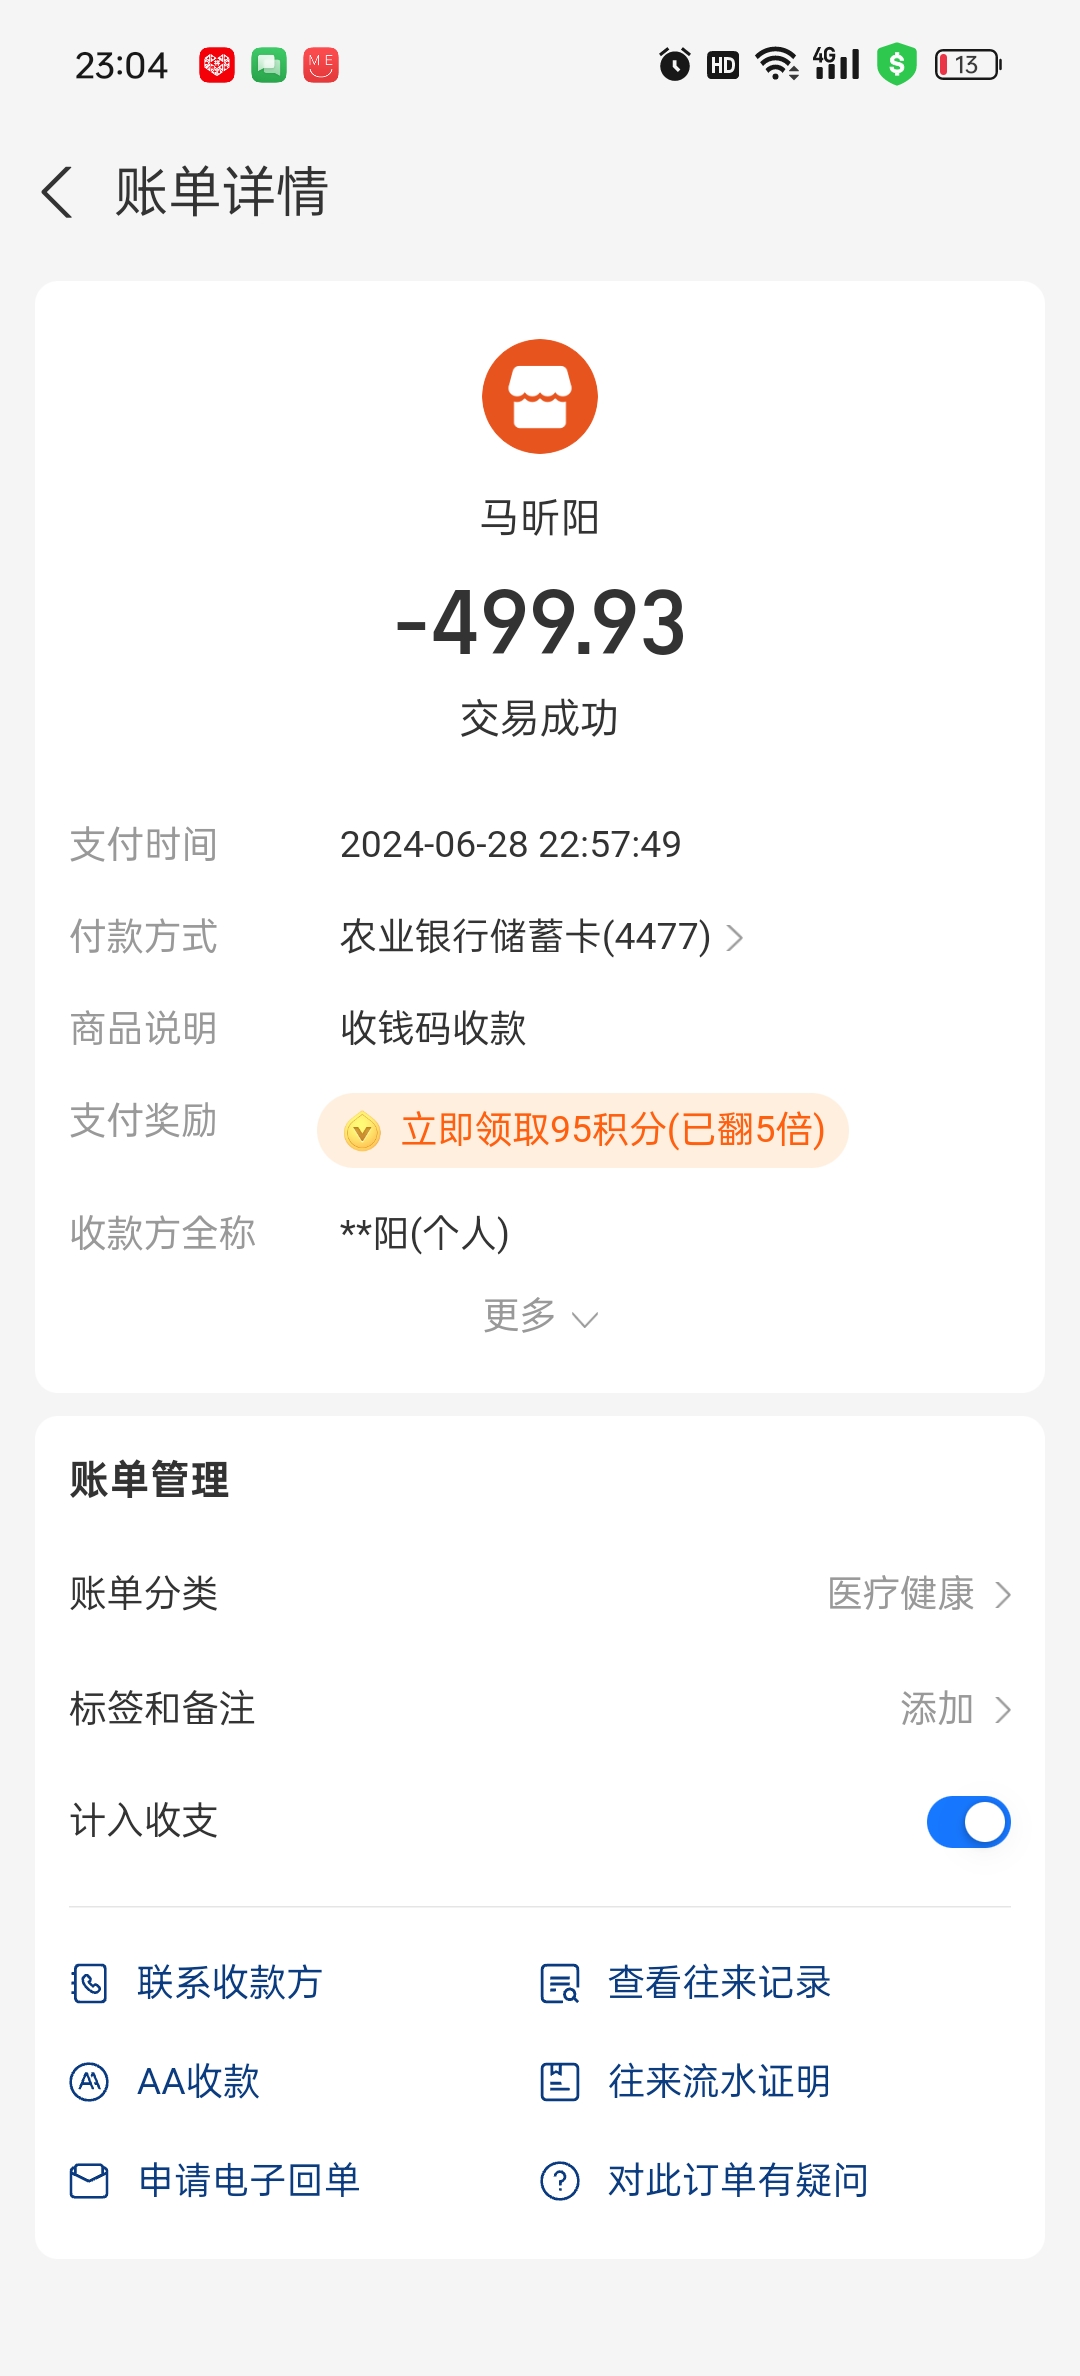 23:04 ME HD 4G 13
账单详情
马昕阳
-499.93
交易成功
支付时间 2024-06-28 22:57:49
付款方式 农业银行储蓄卡(4477)
商品说明 收钱码收款
支付奖励 立即领取95积分(已翻5倍)
收款方全称 **阳(个人)
更多
账单管理
账单分类 医疗健康
标签和备注 添加
计入收支
联系收款方 查看往来记录
AA收款 往来流水证明
申请电子回单 对此订单有疑问